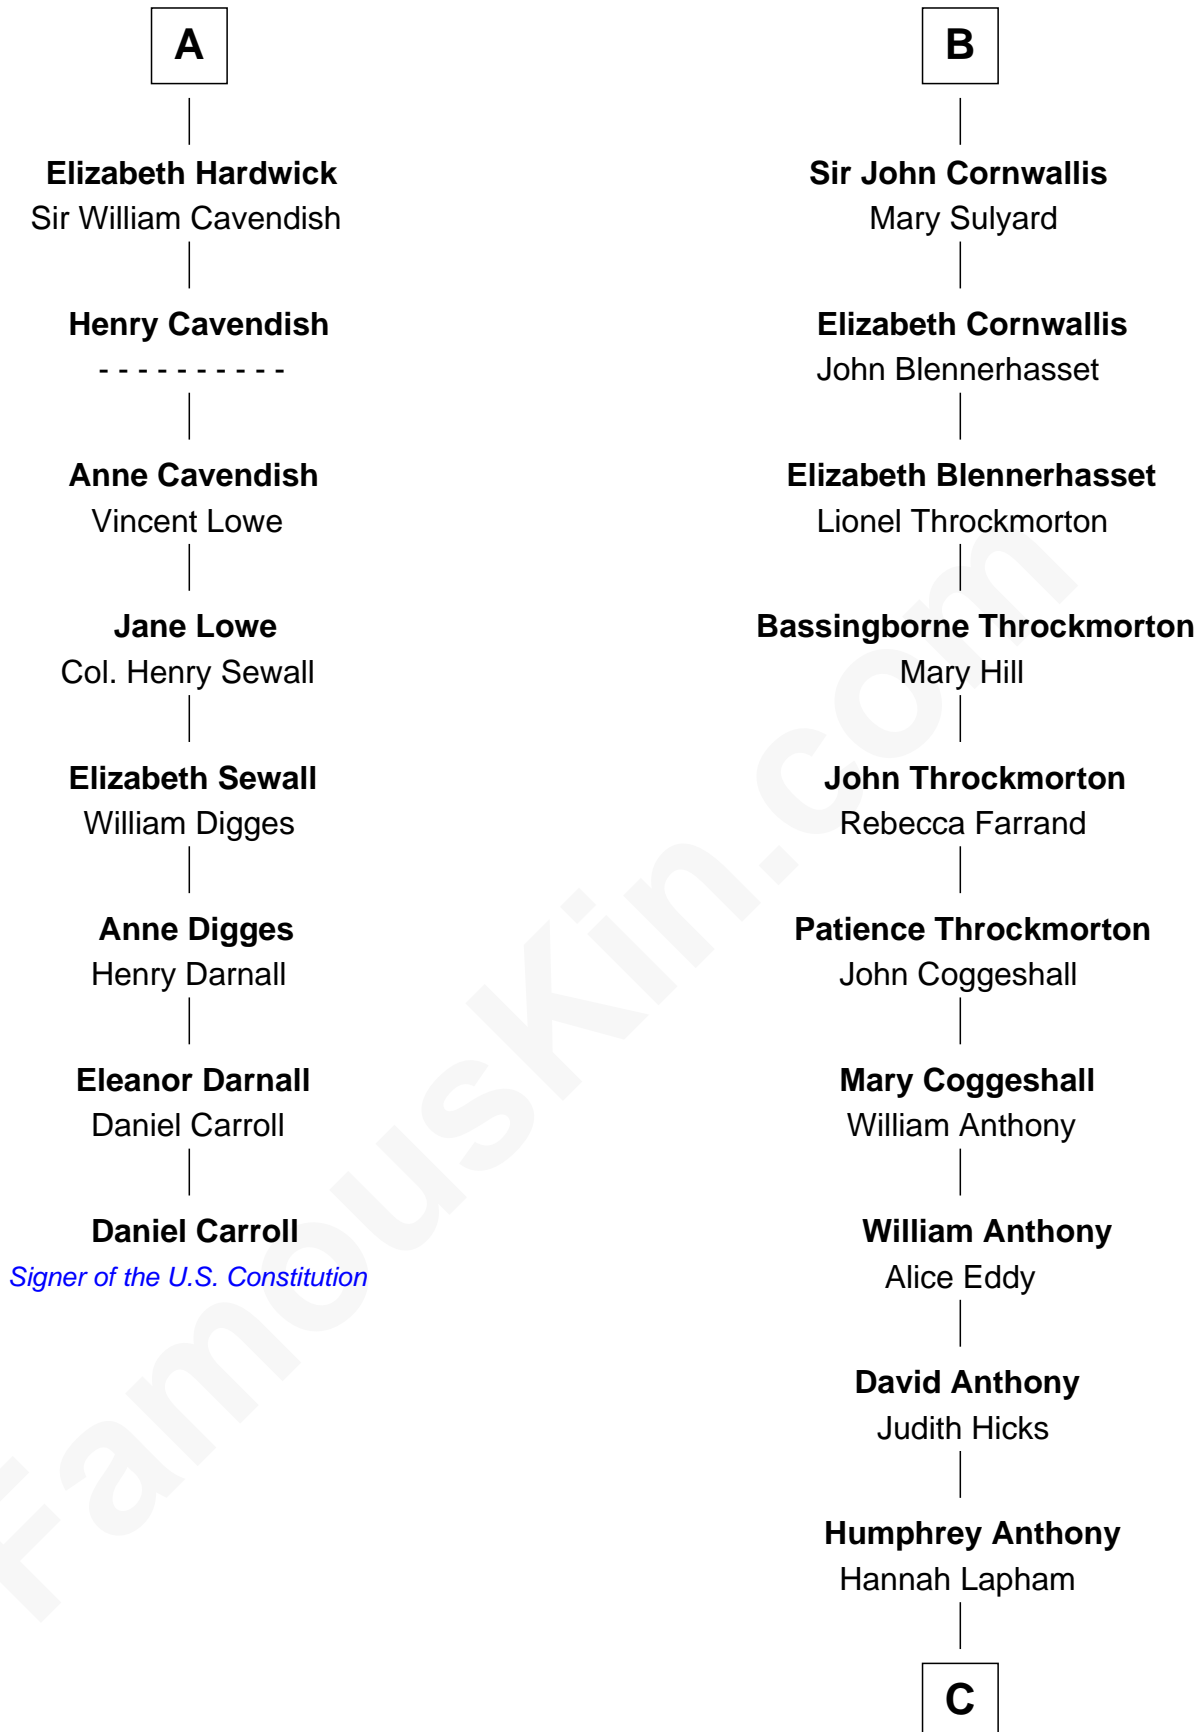 A
Elizabeth Hardwick
Sir William Cavendish
Henry Cavendish
- - - - - - - - - -
Anne Cavendish
Vincent Lowe
Jane Lowe
Col. Henry Sewall
Elizabeth Sewall
William Digges
Anne Digges
Henry Darnall
Eleanor Darnall
Daniel Carroll
Daniel Carroll
Signer of the U.S. Constitution
B
Sir John Cornwallis
Mary Sulyard
Elizabeth Cornwallis
John Blennerhasset
Elizabeth Blennerhasset
Lionel Throckmorton
Bassingborne Throckmorton
Mary Hill
John Throckmorton
Rebecca Farrand
Patience Throckmorton
John Coggeshall
Mary Coggeshall
William Anthony
William Anthony
Alice Eddy
David Anthony
Judith Hicks
Humphrey Anthony
Hannah Lapham
C
FamousKin.com